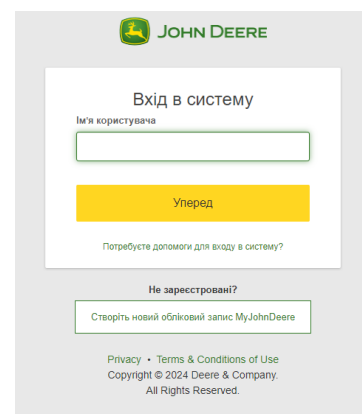 JOHN DEERE
Вхід в систему
Ім'я користувача
Уперед
Потребуєте допомоги для входу в систему?
Не зареєстровані?
Створіть новий обліковий запис MyJohnDeere
Privacy • Terms & Conditions of Use
Copyright © 2024 Deere & Company.
All Rights Reserved.